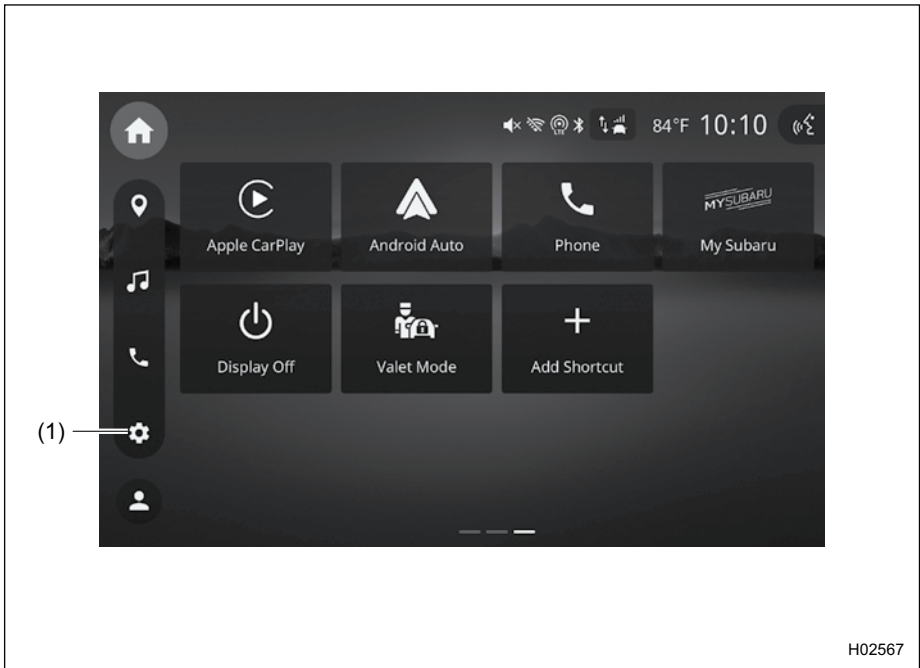 LTE
84°F 10:10
MYSUBARU
Apple CarPlay
Android Auto
Phone
My Subaru
Display Off
Valet Mode
Add Shortcut
(1)
H02567